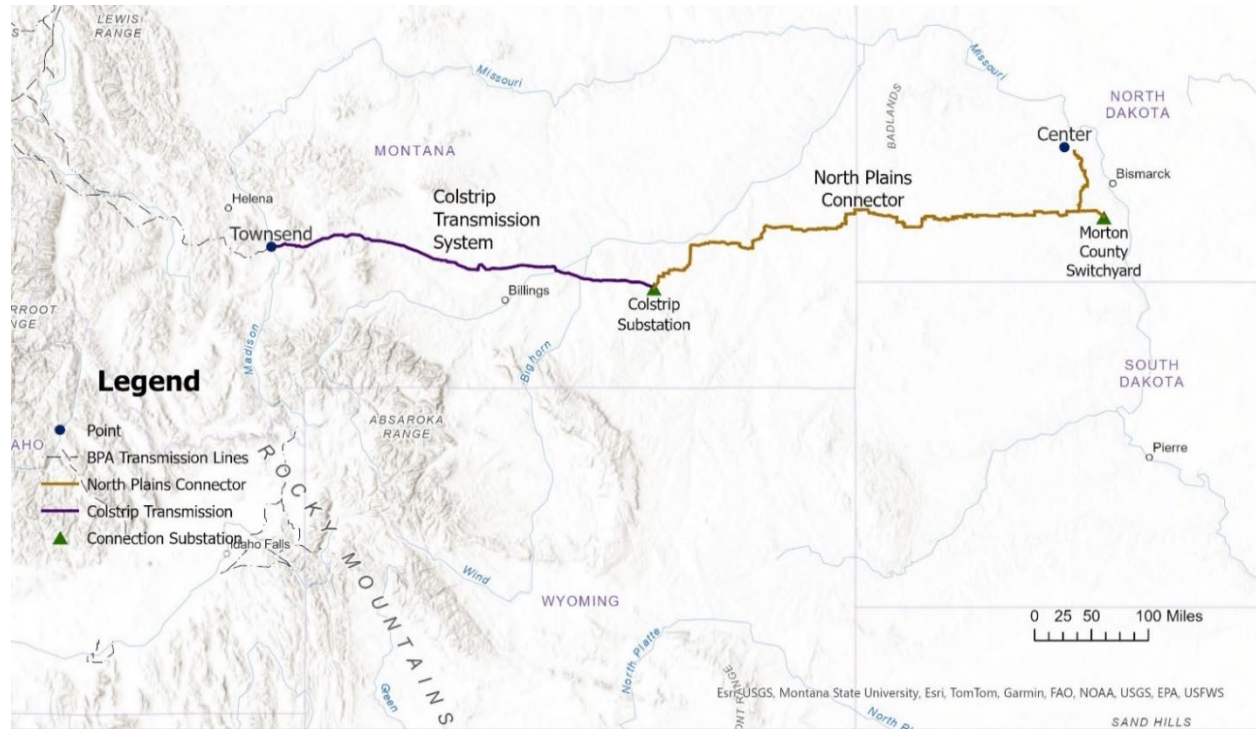 LEWIS
RANGE
S
Missouri
Missouri
NORTH
DAKOTA
BADLANDS
MONTANA
Center
Bismarck
North Plains
Connector
Colstrip
Transmission
System
Helena
Townsend
Morton
County
Switchyard
Billings
Colstrip
Substation
RROOT
NGE
Madison
Bighorn
SOUTH
DAKOTA
Legend
ABSAROKA
RANGE
Point
AHO
BPA Transmission Lines
North Plains Connector
Colstrip Transmission
Connection Substation
Idaho Falls
Pierre
ROCKY MOUNTAINS
Wind
WYOMING
0 25 50 100 Miles
North Platte
Green
ONT RANGE
Esri, USGS, Montana State University, Esri, TomTom, Garmin, FAO, NOAA, USGS, EPA, USFWS
North Pl
SAND HILLS